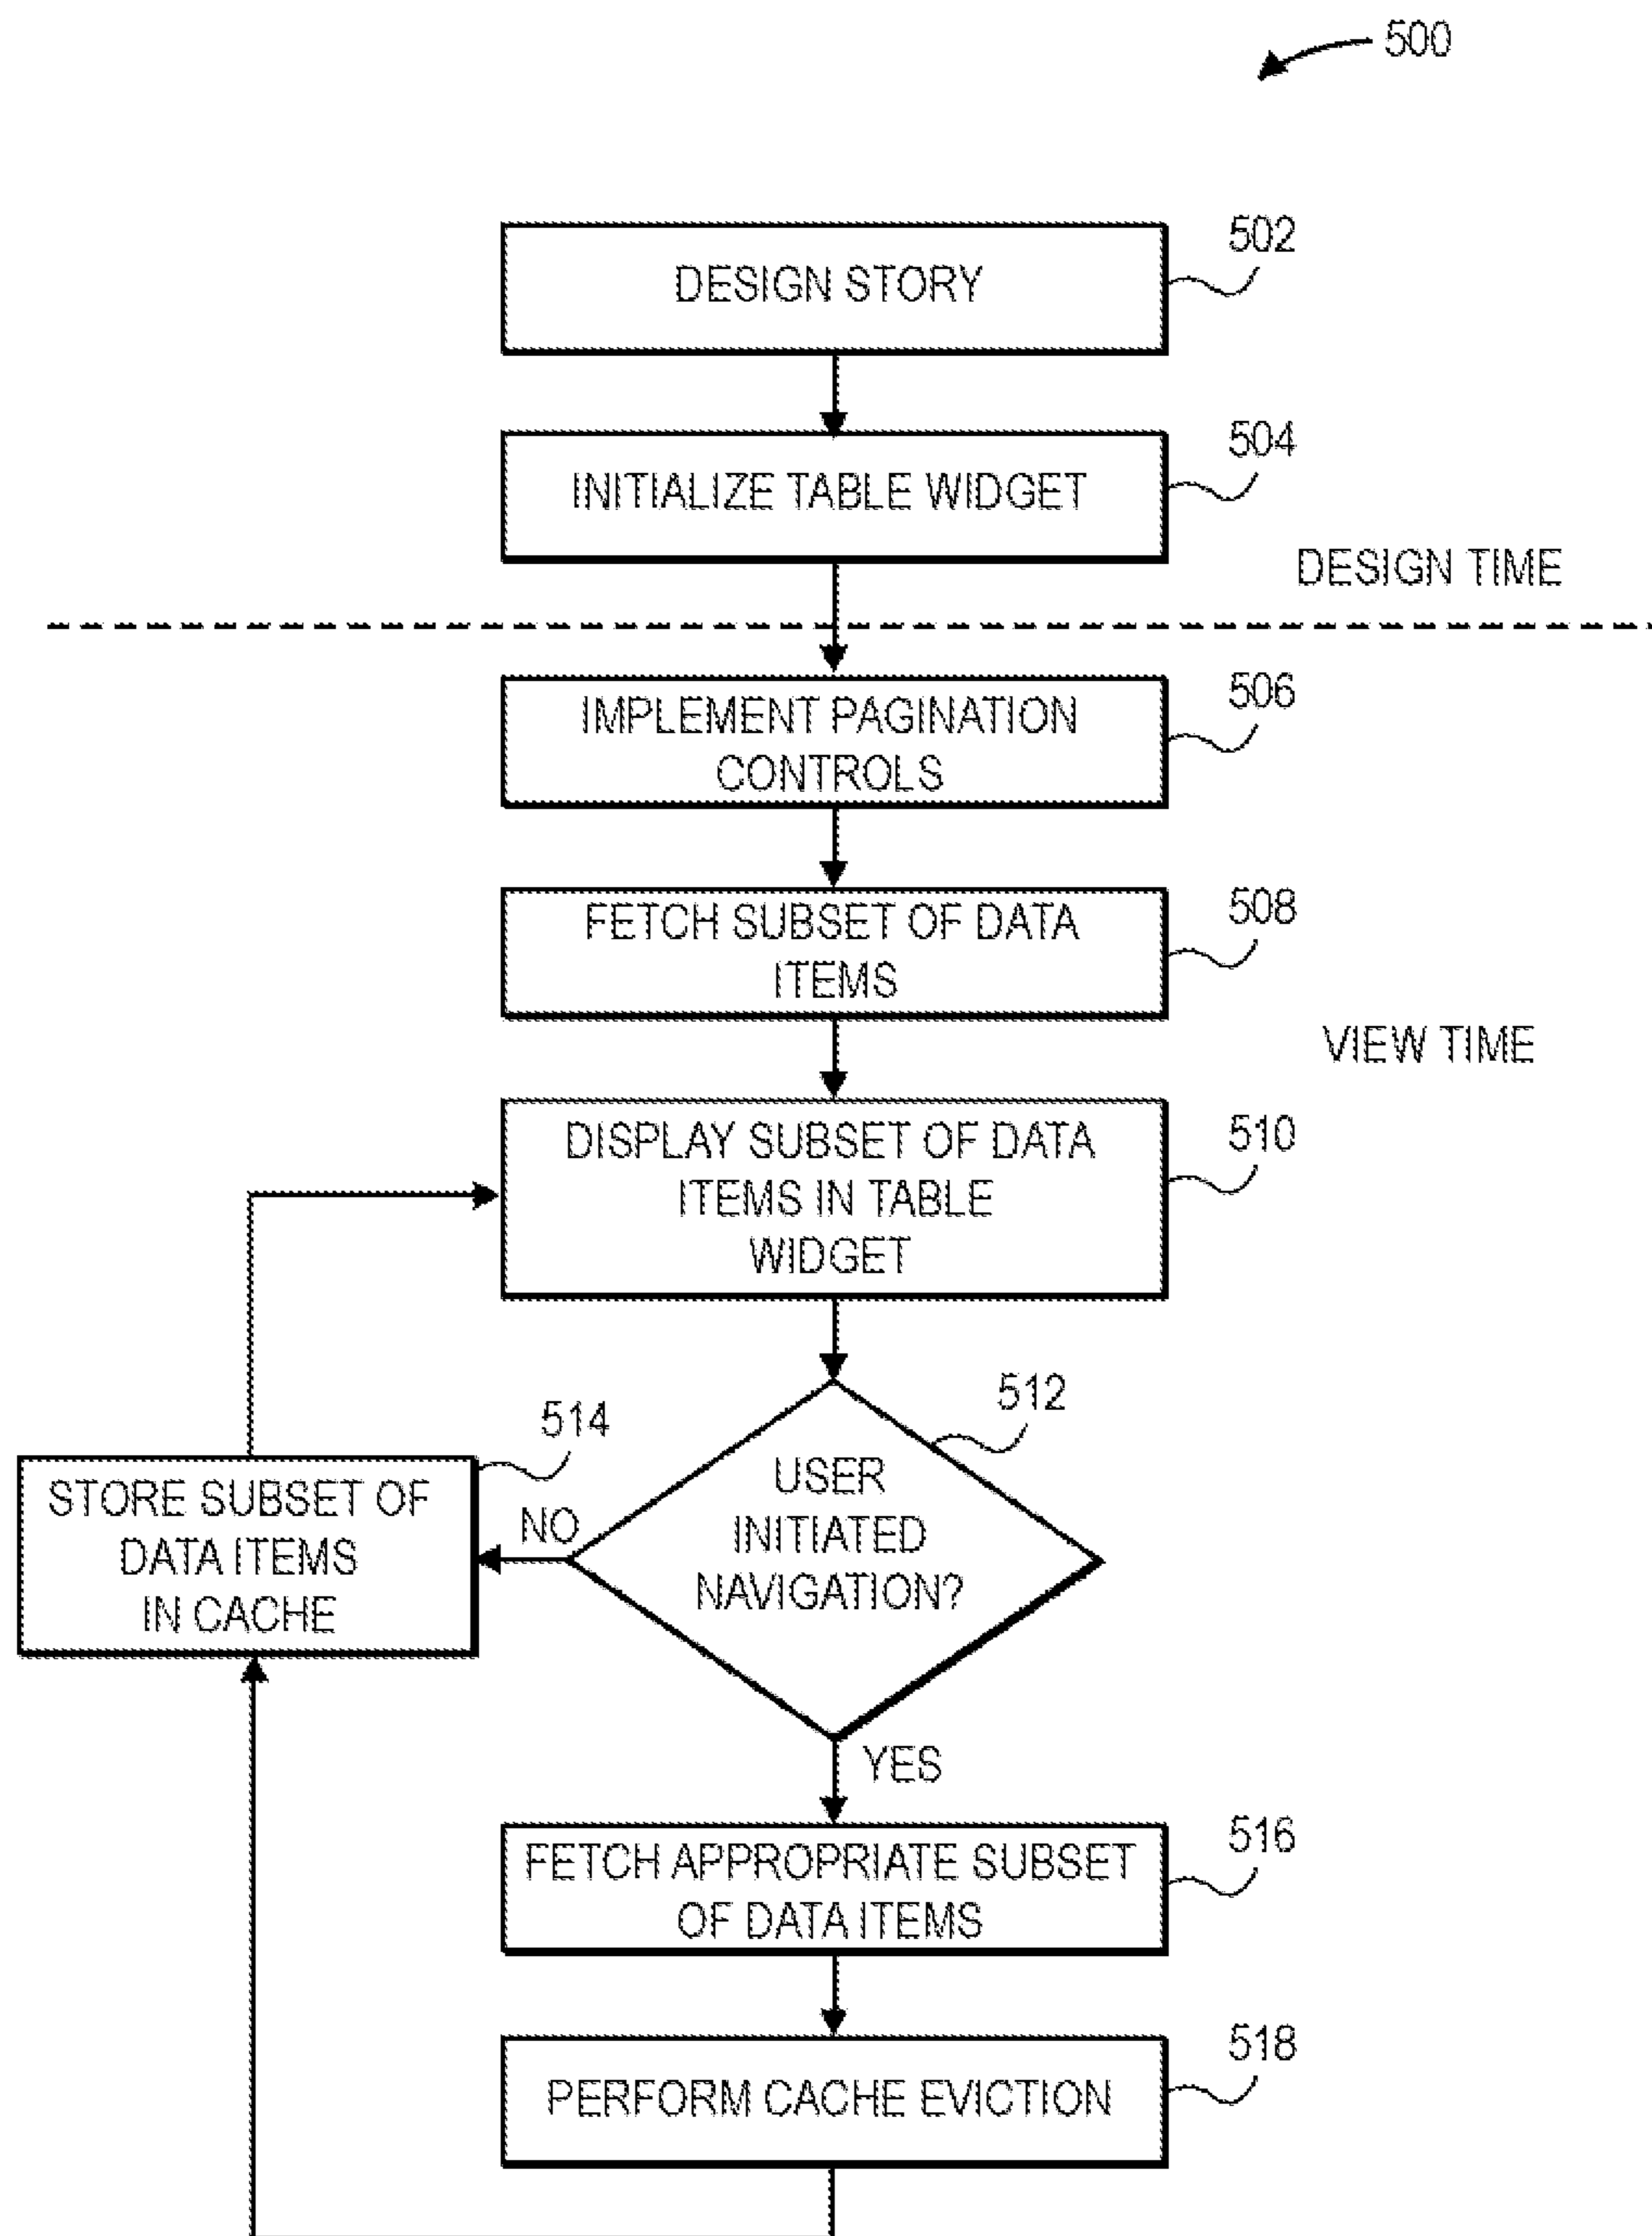 500
502
DESIGN STORY
504
INITIALIZE TABLE WIDGET
DESIGN TIME
506
IMPLEMENT PAGINATION
CONTROLS
508
FETCH SUBSET OF DATA
ITEMS
VIEW TIME
510
DISPLAY SUBSET OF DATA
ITEMS IN TABLE
WIDGET
512
514
USER
INITIATED
NAVIGATION?
NO
STORE SUBSET OF
DATA ITEMS
IN CACHE
YES
516
FETCH APPROPRIATE SUBSET
OF DATA ITEMS
518
PERFORM CACHE EVICTION